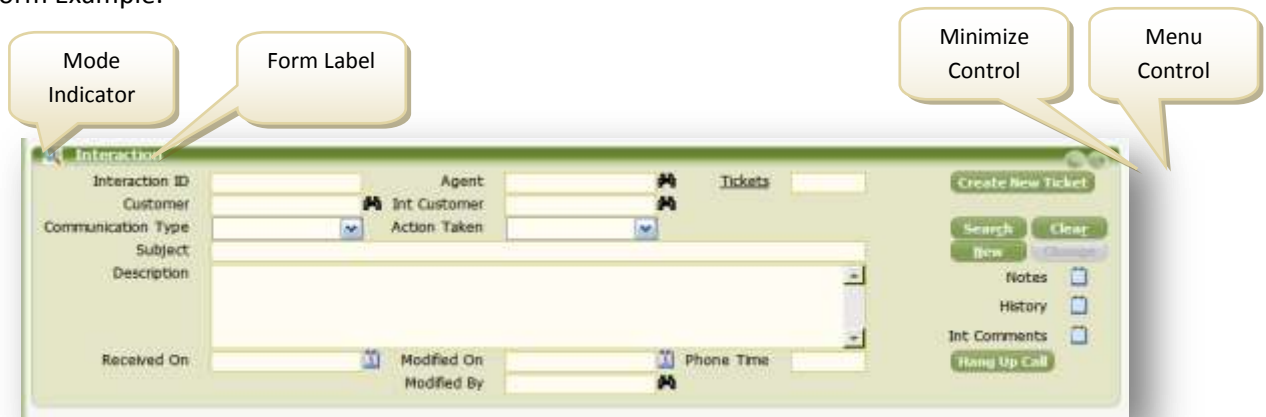 orm Example:
Mode
Indicator
Form Label
Minimize
Control
Menu
Control
Interaction
Interaction ID Agent Tickets Create New Ticket
Customer Int Customer
Communication Type Action Taken Search Clear
Subject New Change
Description
Notes
History
Int Comments
Received On Modified On Phone Time Hang Up Call
Modified By